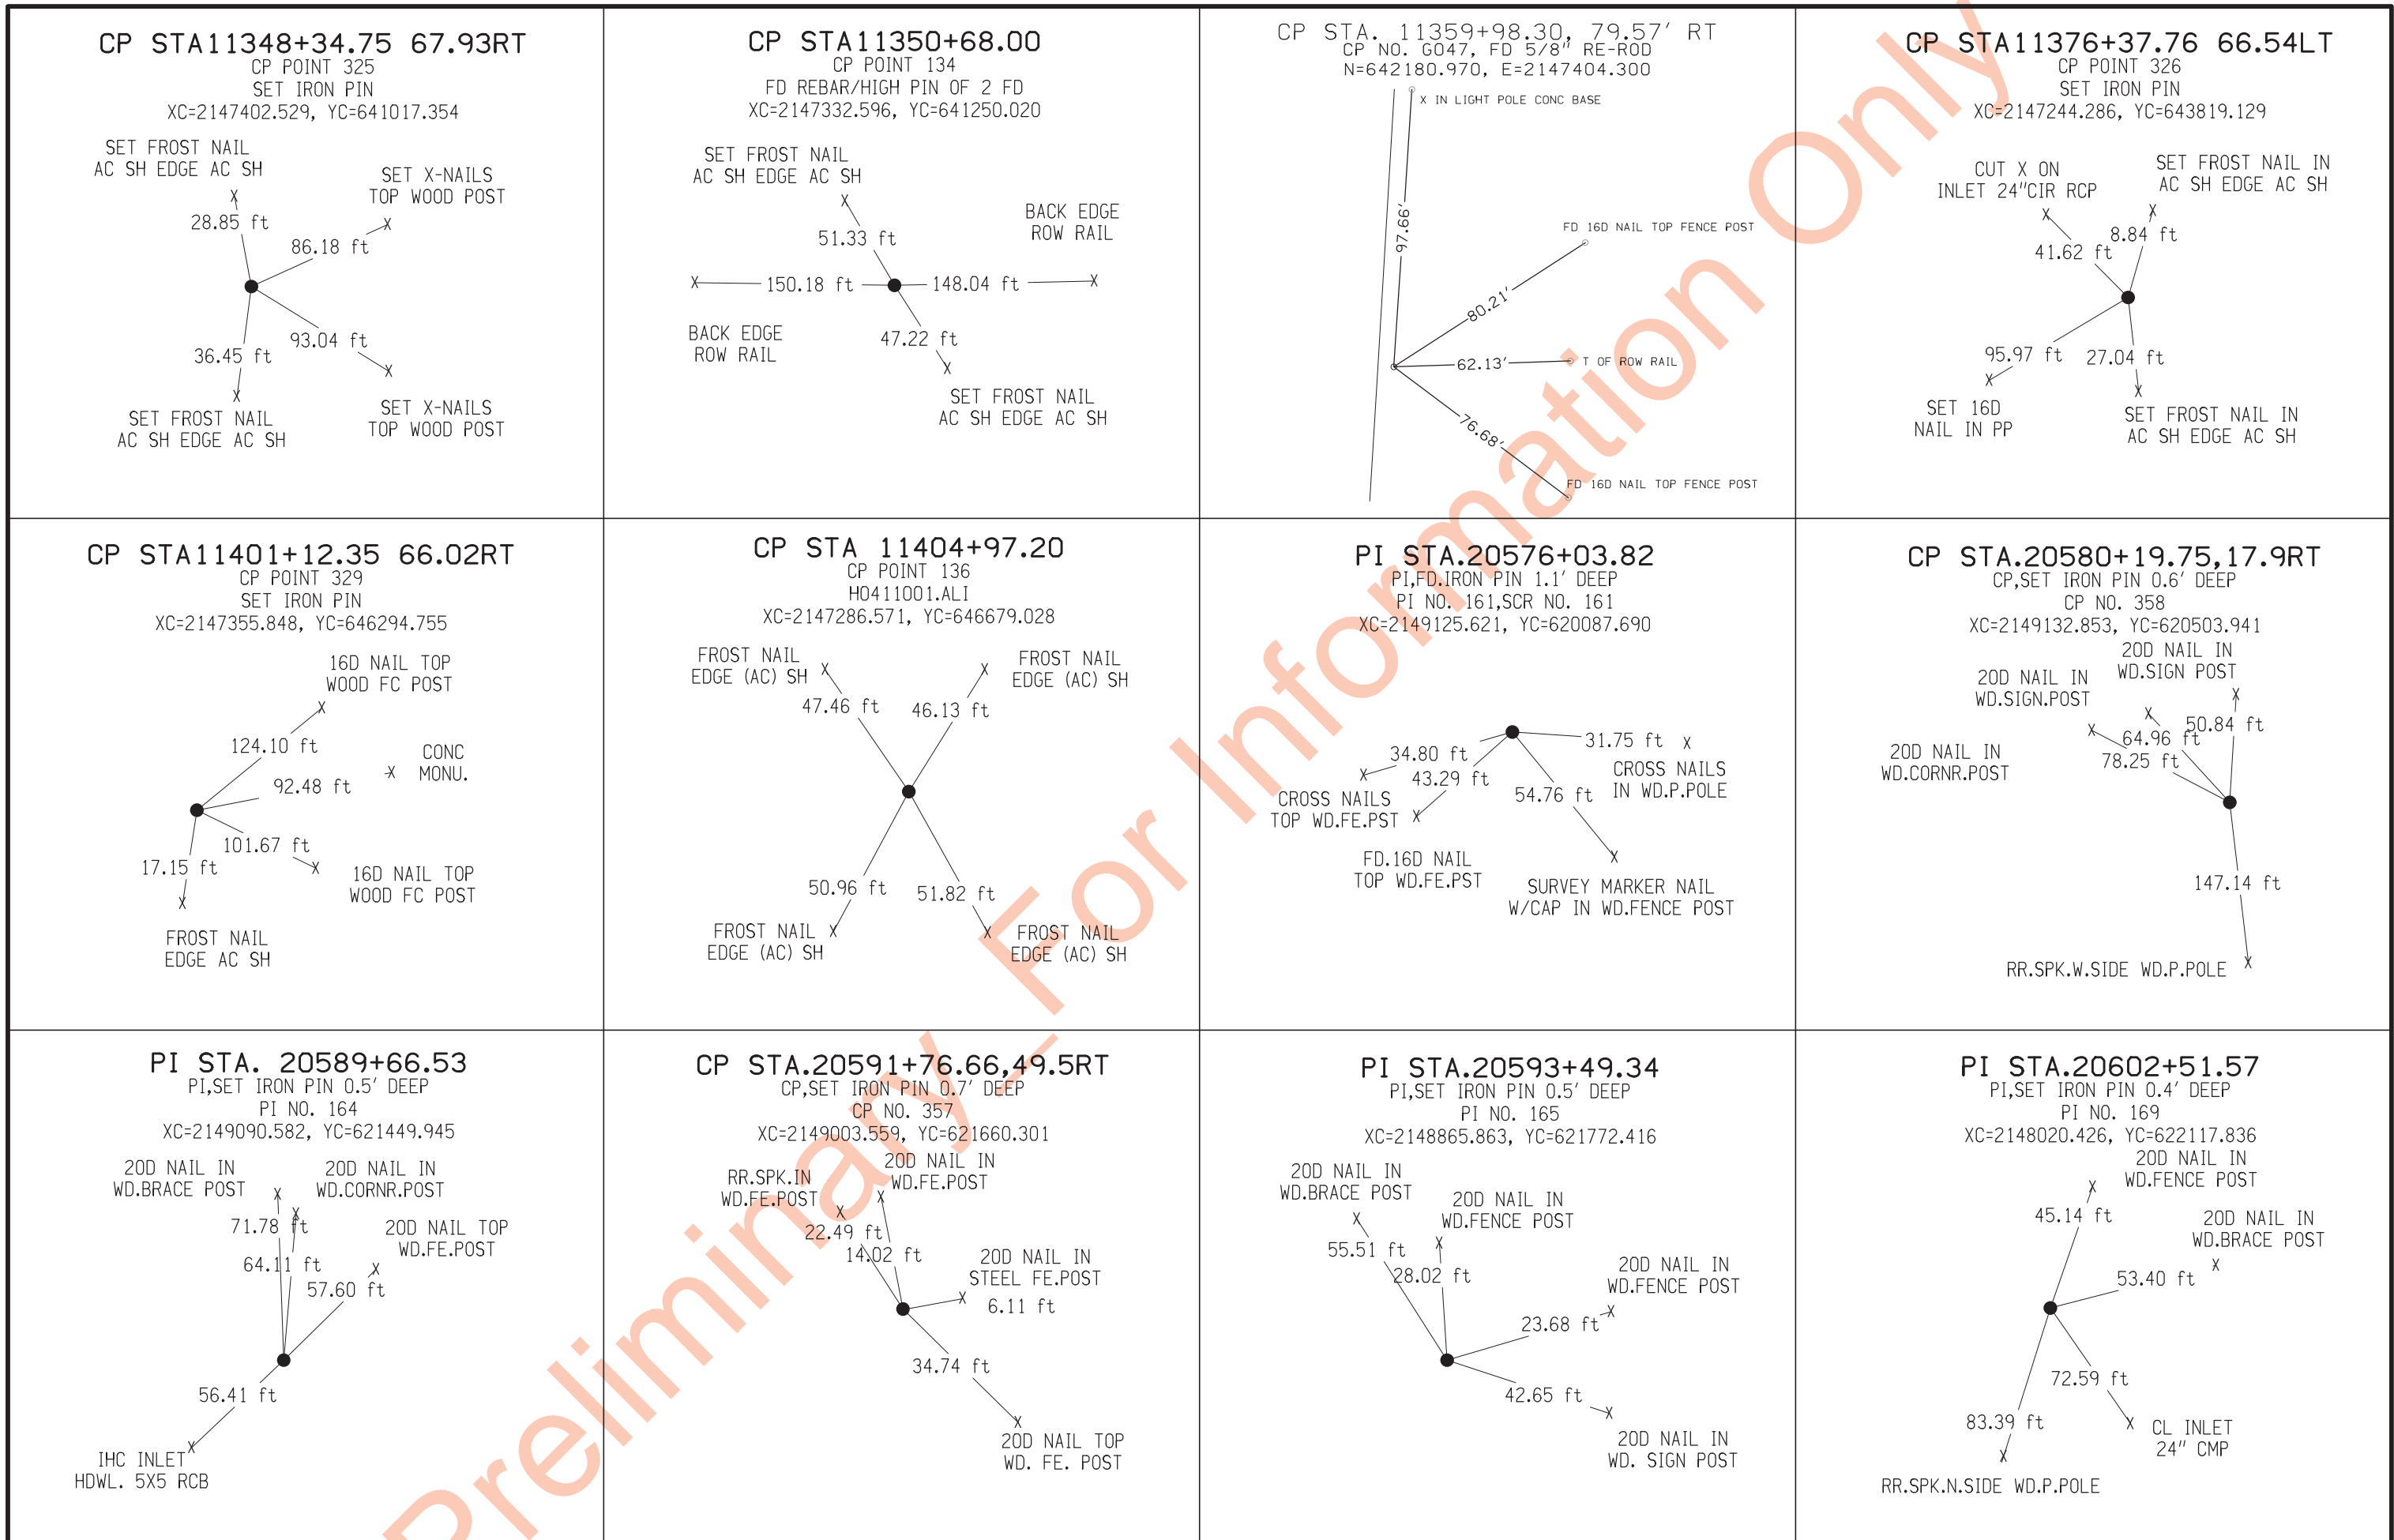 CP STA11348+34.75 67.93RT
CP POINT 325
SET IRON PIN
XC=2147402.529, YC=641017.354
SET FROST NAIL
AC SH EDGE AC SH
SET X-NAILS
TOP WOOD POST
28.85 ft
86.18 ft
93.04 ft
36.45 ft
SET FROST NAIL
AC SH EDGE AC SH
SET X-NAILS
TOP WOOD POST
CP STA11350+68.00
CP POINT 134
FD REBAR/HIGH PIN OF 2 FD
XC=2147332.596, YC=641250.020
SET FROST NAIL
AC SH EDGE AC SH
BACK EDGE
ROW RAIL
51.33 ft
150.18 ft
148.04 ft
BACK EDGE
ROW RAIL
47.22 ft
SET FROST NAIL
AC SH EDGE AC SH
CP STA. 11359+98.30, 79.57' RT
CP NO. G047, FD 5/8" RE-ROD
N=642180.970, E=2147404.300
X IN LIGHT POLE CONC BASE
97.66'
FD 16D NAIL TOP FENCE POST
80.21'
62.13'
T OF ROW RAIL
76.68'
FD 16D NAIL TOP FENCE POST
CP STA11376+37.76 66.54LT
CP POINT 326
SET IRON PIN
XC=2147244.286, YC=643819.129
CUT X ON
INLET 24"CIR RCP
SET FROST NAIL IN
AC SH EDGE AC SH
8.84 ft
41.62 ft
95.97 ft
27.04 ft
SET 16D
NAIL IN PP
SET FROST NAIL IN
AC SH EDGE AC SH
CP STA11401+12.35 66.02RT
CP POINT 329
SET IRON PIN
XC=2147355.848, YC=646294.755
16D NAIL TOP
WOOD FC POST
124.10 ft
CONC
MONU.
92.48 ft
101.67 ft
17.15 ft
16D NAIL TOP
WOOD FC POST
FROST NAIL
EDGE AC SH
CP STA 11404+97.20
CP POINT 136
H0411001.ALI
XC=2147286.571, YC=646679.028
FROST NAIL
EDGE (AC) SH
FROST NAIL
EDGE (AC) SH
47.46 ft
46.13 ft
50.96 ft
51.82 ft
FROST NAIL
EDGE (AC) SH
FROST NAIL
EDGE (AC) SH
PI STA.20576+03.82
PI,FD.IRON PIN 1.1' DEEP
PI NO. 161,SCR NO. 161
XC=2149125.621, YC=620087.690
34.80 ft
31.75 ft
43.29 ft
54.76 ft
CROSS NAILS
IN WD.P.POLE
CROSS NAILS
TOP WD.FE.PST
FD.16D NAIL
TOP WD.FE.PST
SURVEY MARKER NAIL
W/CAP IN WD.FENCE POST
CP STA.20580+19.75,17.9RT
CP,SET IRON PIN 0.6' DEEP
CP NO. 358
XC=2149132.853, YC=620503.941
20D NAIL IN
WD.SIGN POST
20D NAIL IN
WD.SIGN.POST
50.84 ft
64.96 ft
78.25 ft
20D NAIL IN
WD.CORNR.POST
147.14 ft
RR.SPK.W.SIDE WD.P.POLE
PI STA. 20589+66.53
PI,SET IRON PIN 0.5' DEEP
PI NO. 164
XC=2149090.582, YC=621449.945
20D NAIL IN
WD.BRACE POST
20D NAIL IN
WD.CORNR.POST
71.78 ft
20D NAIL TOP
WD.FE.POST
64.11 ft
57.60 ft
56.41 ft
IHC INLET
HDWL. 5X5 RCB
CP STA.20591+76.66,49.5RT
CP,SET IRON PIN 0.7' DEEP
CP NO. 357
XC=2149003.559, YC=621660.301
RR.SPK.IN
WD.FE.POST
20D NAIL IN
WD.FE.POST
22.49 ft
14.02 ft
20D NAIL IN
STEEL FE.POST
6.11 ft
34.74 ft
20D NAIL TOP
WD. FE. POST
PI STA.20593+49.34
PI,SET IRON PIN 0.5' DEEP
PI NO. 165
XC=2148865.863, YC=621772.416
20D NAIL IN
WD.BRACE POST
20D NAIL IN
WD.FENCE POST
55.51 ft
28.02 ft
20D NAIL IN
WD.FENCE POST
23.68 ft
42.65 ft
20D NAIL IN
WD. SIGN POST
PI STA.20602+51.57
PI,SET IRON PIN 0.4' DEEP
PI NO. 169
XC=2148020.426, YC=622117.836
20D NAIL IN
WD.FENCE POST
45.14 ft
20D NAIL IN
WD.BRACE POST
53.40 ft
72.59 ft
83.39 ft
CL INLET
24" CMP
RR.SPK.N.SIDE WD.P.POLE
Preliminary_For Information Only